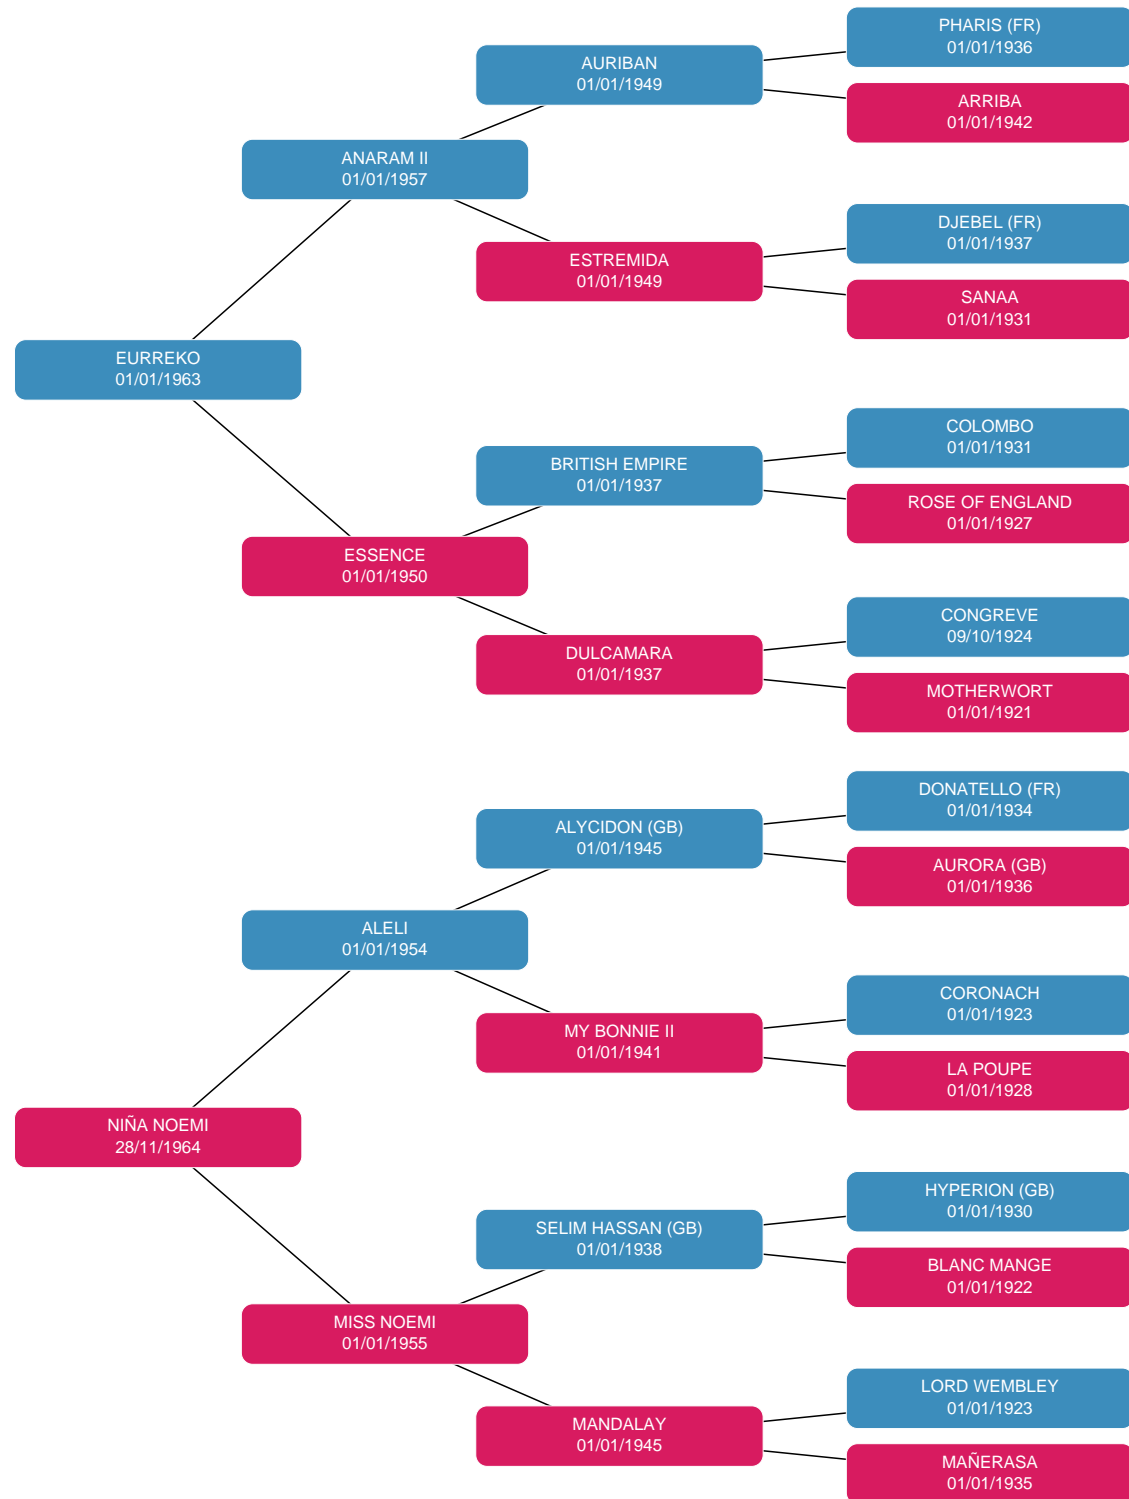 PHARIS (FR)
01/01/1936
AURIBAN
01/01/1949
ARRIBA
01/01/1942
ANARAM II
01/01/1957
DJEBEL (FR)
01/01/1937
ESTREMIDA
01/01/1949
SANAA
01/01/1931
EURREKO
01/01/1963
COLOMBO
01/01/1931
BRITISH EMPIRE
01/01/1937
ROSE OF ENGLAND
01/01/1927
ESSENCE
01/01/1950
CONGREVE
09/10/1924
DULCAMARA
01/01/1937
MOTHERWORT
01/01/1921
DONATELLO (FR)
01/01/1934
ALYCIDON (GB)
01/01/1945
AURORA (GB)
01/01/1936
ALELI
01/01/1954
CORONACH
01/01/1923
MY BONNIE II
01/01/1941
LA POUPE
01/01/1928
NIÑA NOEMI
28/11/1964
HYPERION (GB)
01/01/1930
SELIM HASSAN (GB)
01/01/1938
BLANC MANGE
01/01/1922
MISS NOEMI
01/01/1955
LORD WEMBLEY
01/01/1923
MANDALAY
01/01/1945
MAÑERASA
01/01/1935